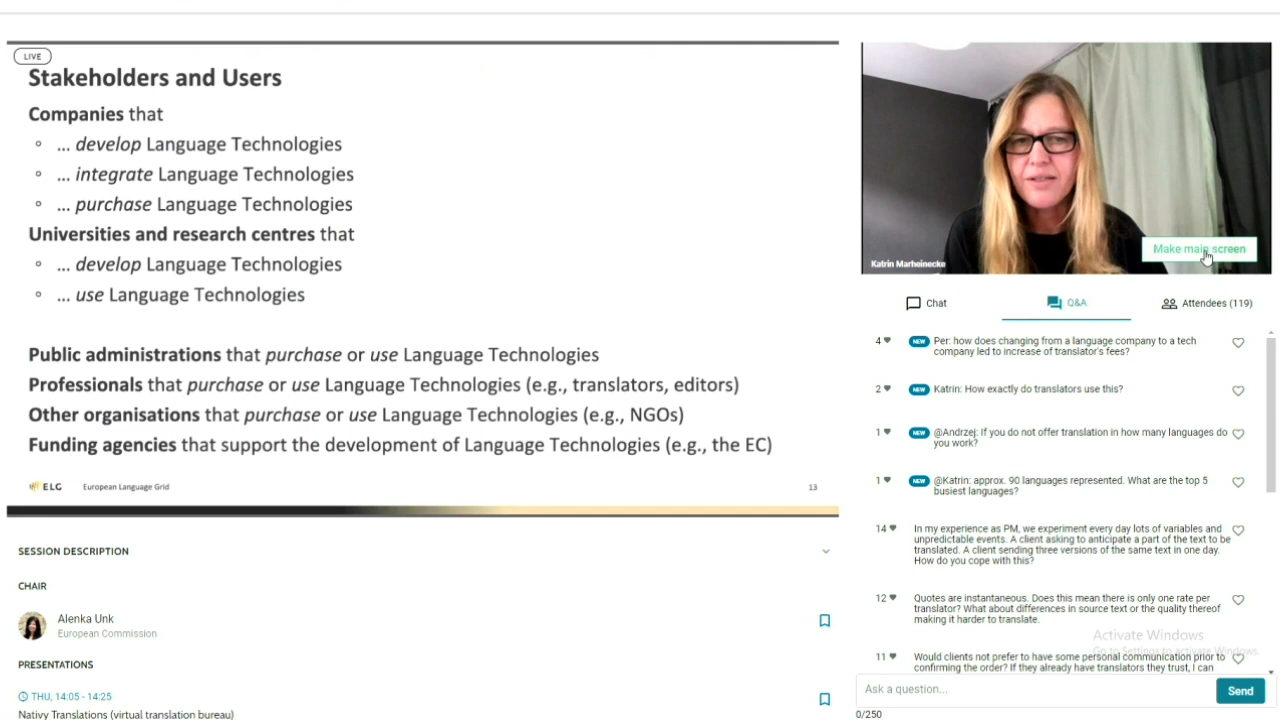 LIVE
Stakeholders and Users
Companies that
… develop Language Technologies
… integrate Language Technologies
… purchase Language Technologies
Universities and research centres that
… develop Language Technologies
… use Language Technologies
Public administrations that purchase or use Language Technologies
Professionals that purchase or use Language Technologies (e.g., translators, editors)
Other organisations that purchase or use Language Technologies (e.g., NGOs)
Funding agencies that support the development of Language Technologies (e.g., the EC)
ELG European Language Grid 13
SESSION DESCRIPTION
CHAIR
Alenka Unk
European Commission
PRESENTATIONS
THU, 14:05 - 14:25
Nativy Translations (virtual translation bureau)
Make main screen
Katrin Marheinecke
Chat Q&A Attendees (119)
4 NEW Per: how does changing from a language company to a tech
company led to increase of translator's fees?
2 NEW Katrin: How exactly do translators use this?
1 NEW @Andrzej: If you do not offer translation in how many languages do
you work?
1 NEW @Katrin: approx. 90 languages represented. What are the top 5
busiest languages?
14 In my experience as PM, we experiment every day lots of variables and
unpredictable events. A client asking to anticipate a part of the text to be
translated. A client sending three versions of the same text in one day.
How do you cope with this?
12 Quotes are instantaneous. Does this mean there is only one rate per
translator? What about differences in source text or the quality thereof
making it harder to translate.
Activate Windows
Go to Settings to activate Windows.
11 Would clients not prefer to have some personal communication prior to
confirming the order? If they already have translators they trust, I can
Ask a question... Send
0/250